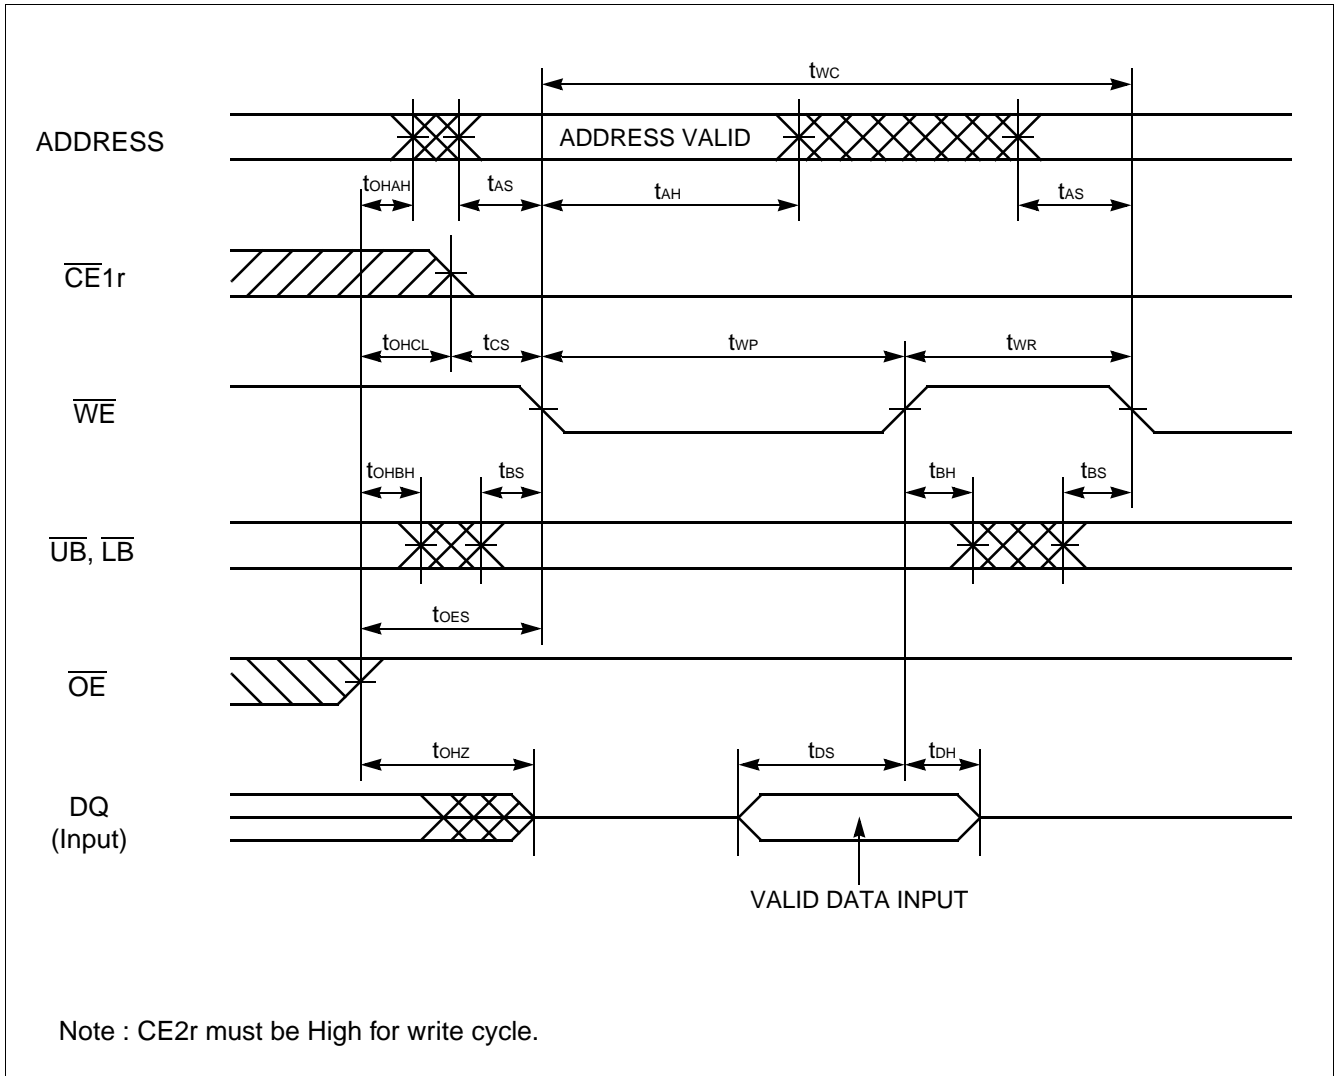 tWC
ADDRESS
ADDRESS VALID
tOHAH
tAS
tAH
tAS
CE1r
tOHCL
tCS
tWP
tWR
WE
tOHBH
tBS
tBH
tBS
UB, LB
tOES
OE
tOHZ
tDS
tDH
DQ
(Input)
VALID DATA INPUT
Note : CE2r must be High for write cycle.